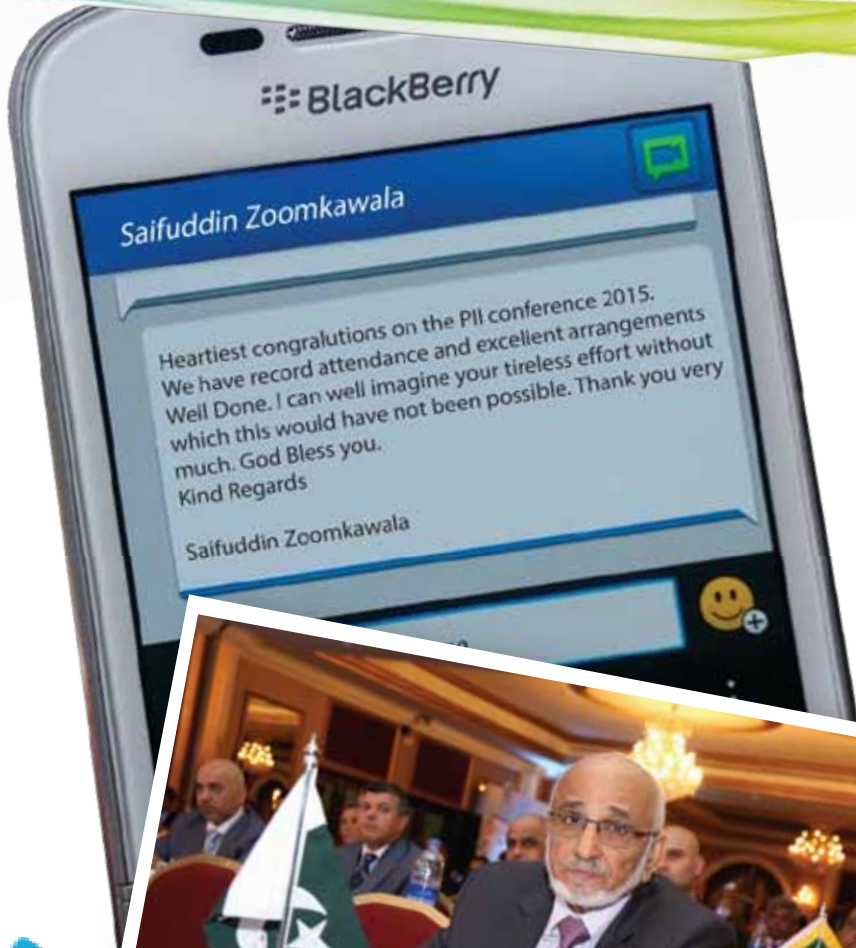 BlackBerry
Saifuddin Zoomkawala
Heartiest congralutions on the PII conference 2015.
We have record attendance and excellent arrangements
Well Done. I can well imagine your tireless effort without
which this would have not been possible. Thank you very
much. God Bless you.
Kind Regards
Saifuddin Zoomkawala